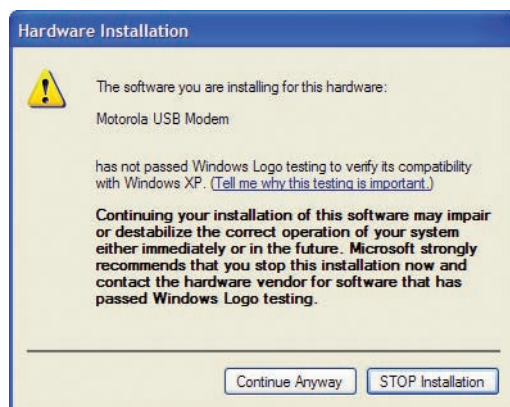 Hardware Installation
The software you are installing for this hardware:
Motorola USB Modem
has not passed Windows Logo testing to verify its compatibility
with Windows XP. (Tell me why this testing is important.)
Continuing your installation of this software may impair
or destabilize the correct operation of your system
either immediately or in the future. Microsoft strongly
recommends that you stop this installation now and
contact the hardware vendor for software that has
passed Windows Logo testing.
Continue Anyway
STOP Installation